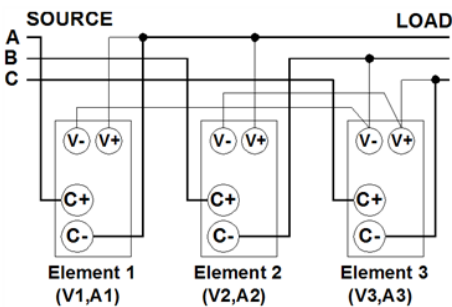 SOURCE LOAD
A
B
C
V- V+ V- V+ V- V+
C+ C+ C+
C- C- C-
Element 1 Element 2 Element 3
(V1,A1) (V2,A2) (V3,A3)